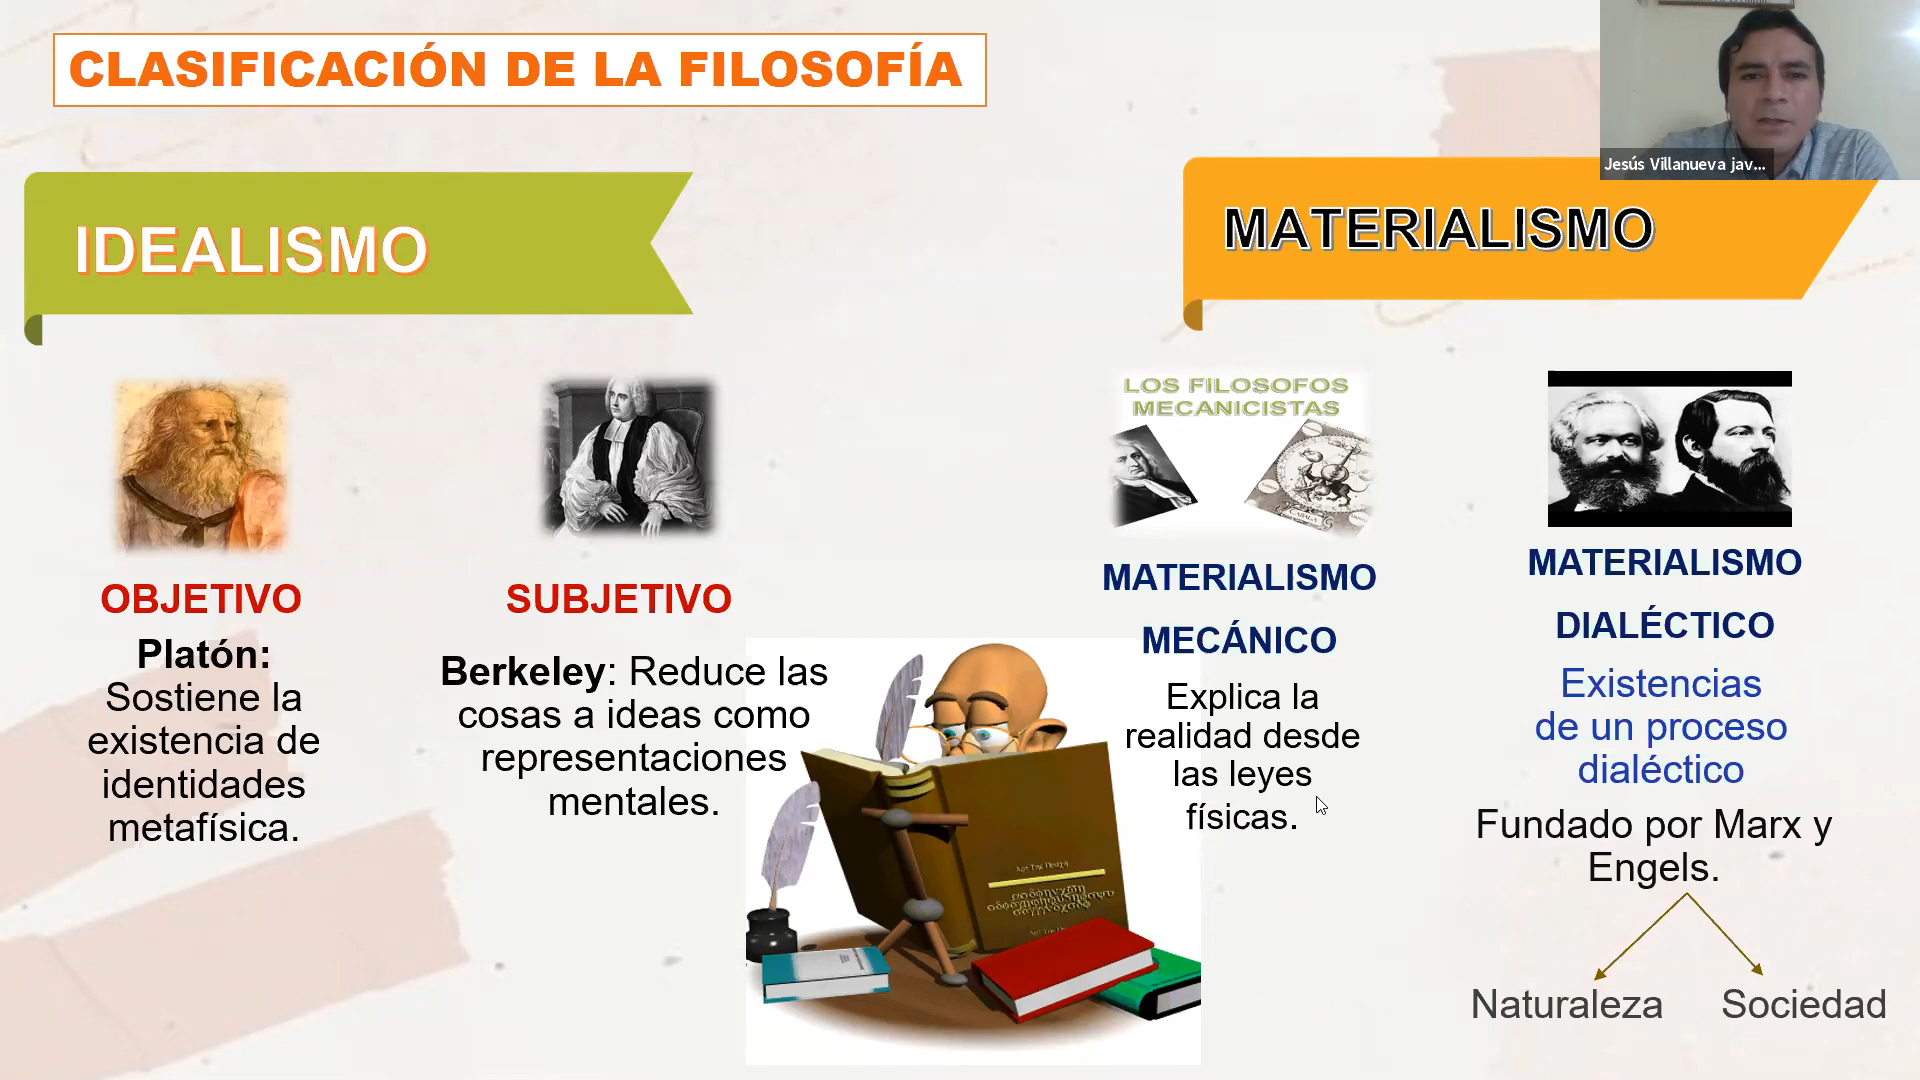 CLASIFICACIÓN DE LA FILOSOFÍA
Jesús Villanueva jav...
IDEALISMO
MATERIALISMO
OBJETIVO
Platón:
Sostiene la
existencia de
identidades
metafísica.
SUBJETIVO
Berkeley: Reduce las
cosas a ideas como
representaciones
mentales.
LOS FILOSOFOS
MECANICISTAS
MATERIALISMO
MECÁNICO
Explica la
realidad desde
las leyes
físicas.
MATERIALISMO
DIALÉCTICO
Existencias
de un proceso
dialéctico
Fundado por Marx y
Engels.
Naturaleza
Sociedad